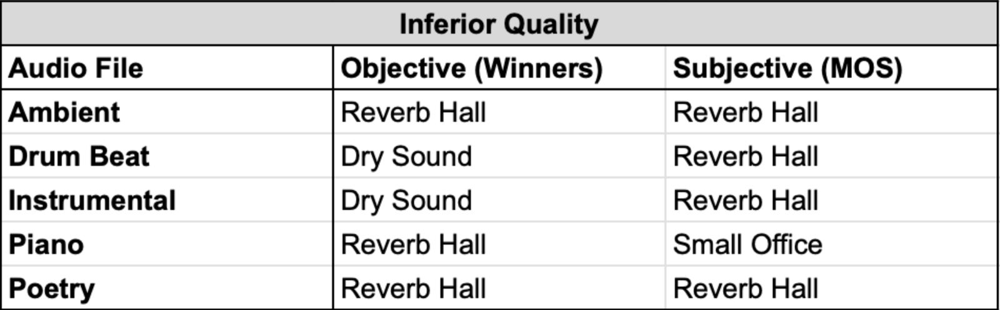 Inferior Quality
Audio File Objective (Winners) Subjective (MOS)
Ambient Reverb Hall Reverb Hall
Drum Beat Dry Sound Reverb Hall
Instrumental Dry Sound Reverb Hall
Piano Reverb Hall Small Office
Poetry Reverb Hall Reverb Hall